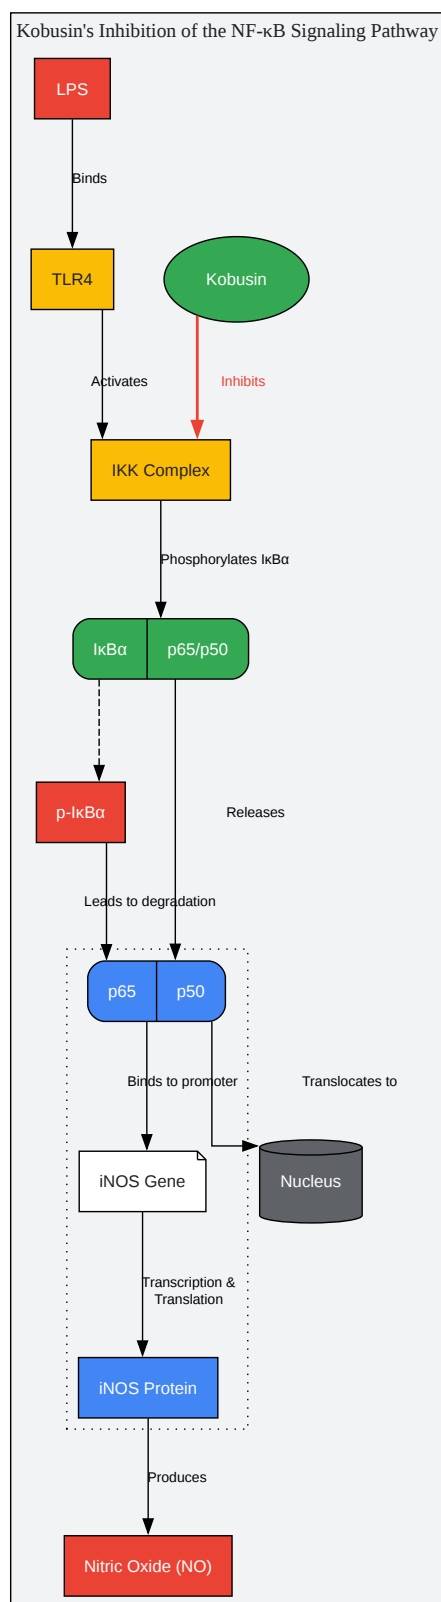 Kobusin's Inhibition of the NF-κB Signaling Pathway
LPS
Binds
TLR4
Kobusin
Activates
Inhibits
IKK Complex
Phosphorylates IκBα
IκBα
p65/p50
p-IκBα
Releases
Leads to degradation
p65
p50
Binds to promoter
Translocates to
iNOS Gene
Nucleus
Transcription &
Translation
iNOS Protein
Produces
Nitric Oxide (NO)